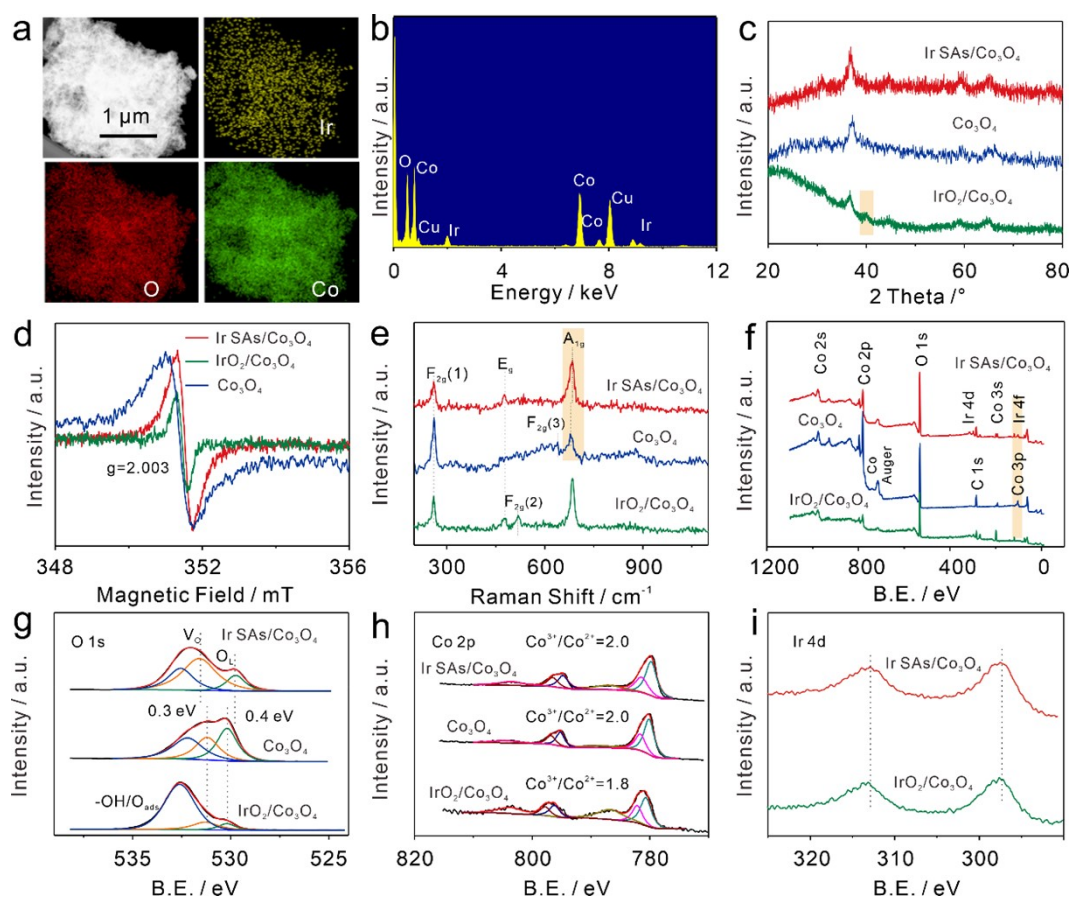 a
1 μm
Ir
O
Co
b
Intensity / a.u.
O
Co
Cu
Ir
Co
Co
Cu
Ir
0 4 8 12
Energy / keV
c
Intensity / a.u.
Ir SAs/Co₃O₄
Co₃O₄
IrO₂/Co₃O₄
20 40 60 80
2 Theta / °
d
Intensity / a.u.
Ir SAs/Co₃O₄
IrO₂/Co₃O₄
Co₃O₄
g=2.003
348 352 356
Magnetic Field / mT
e
Intensity / a.u.
F₂g(1)
Eg
A₁g
Ir SAs/Co₃O₄
F₂g(3)
Co₃O₄
F₂g(2)
IrO₂/Co₃O₄
300 600 900
Raman Shift / cm⁻¹
f
Intensity / a.u.
Co 2s
Co 2p
O 1s
Ir SAs/Co₃O₄
Ir 4d
Co 3s
Ir 4f
Co₃O₄
Co Auger
C 1s
Co 3p
IrO₂/Co₃O₄
1200 800 400 0
B.E. / eV
g
Intensity / a.u.
O 1s
V_O
Ir SAs/Co₃O₄
O_L
0.3 eV
0.4 eV
Co₃O₄
-OH/O_ads
IrO₂/Co₃O₄
535 530 525
B.E. / eV
h
Intensity / a.u.
Co 2p
Co³⁺/Co²⁺=2.0
Ir SAs/Co₃O₄
Co³⁺/Co²⁺=2.0
Co₃O₄
Co³⁺/Co²⁺=1.8
IrO₂/Co₃O₄
820 800 780
B.E. / eV
i
Intensity / a.u.
Ir 4d
Ir SAs/Co₃O₄
IrO₂/Co₃O₄
320 310 300
B.E. / eV